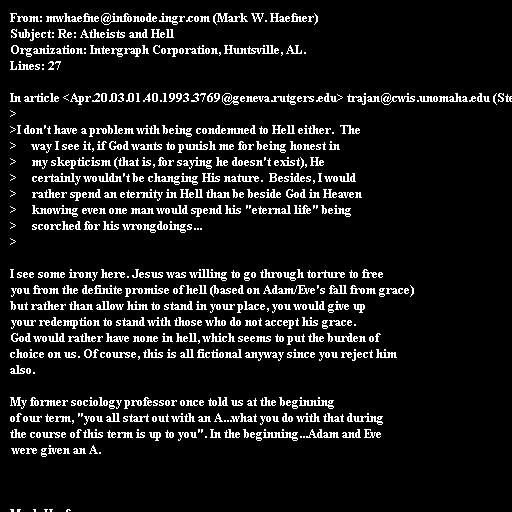 From: mwhaefne@infonode.ingr.com (Mark W. Haefner)
Subject: Re: Atheists and Hell
Organization: Intergraph Corporation, Huntsville, AL.
Lines: 27
In article <Apr.20.03.01.40.1993.3769@geneva.rutgers.edu> trajan@cwis.unomaha.edu
>
>I don't have a problem with being condemned to Hell either.  The
>     way I see it, if God wants to punish me for being honest in
>     my skepticism (that is, for saying he doesn't exist), He
>     certainly wouldn't be changing His nature.  Besides, I would
>     rather spend an eternity in Hell than be beside God in Heaven
>     knowing even one man would spend his "eternal life" being
>     scorched for his wrongdoings...
>
I see some irony here. Jesus was willing to go through torture to free
you from the definite promise of hell (based on Adam/Eve's fall from grace)
but rather than allow him to stand in your place, you would give up
your redemption to stand with those who do not accept his grace.
God would rather have none in hell, which seems to put the burden of
choice on us. Of course, this is all fictional anyway since you reject him
also.
My former sociology professor once told us at the beginning
of our term, "you all start out with an A...what you do with that during
the course of this term is up to you". In the beginning...Adam and Eve
were given an A.